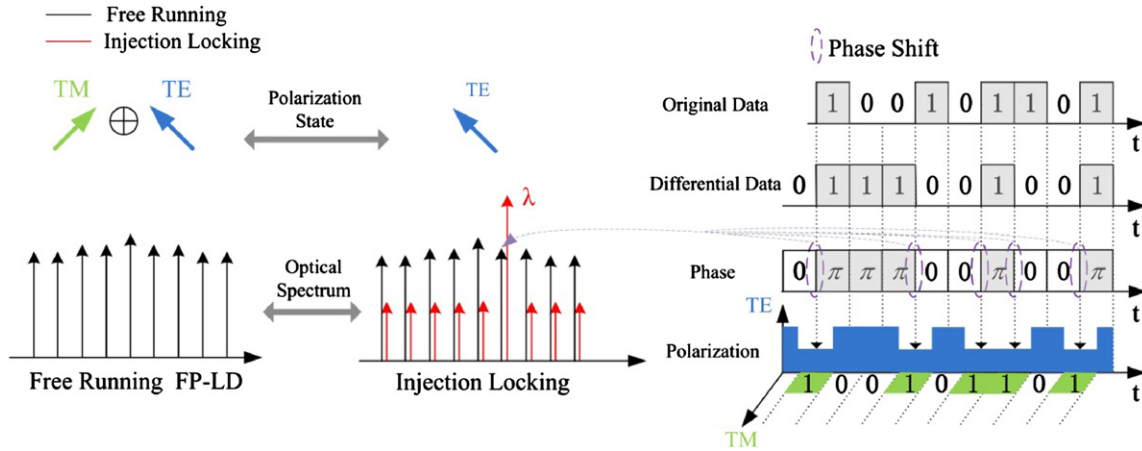 Free Running
Injection Locking
TM TE
Polarization
State
TE
λ
Optical
Spectrum
Free Running FP-LD
Injection Locking
Phase Shift
Original Data 1 0 0 1 0 1 1 0 1
t
Differential Data 0 1 1 1 0 0 1 0 0 1
t
Phase 0 π π π 0 0 π 0 0 π
t
TE
Polarization
1 0 0 1 0 1 1 0 1 t
TM